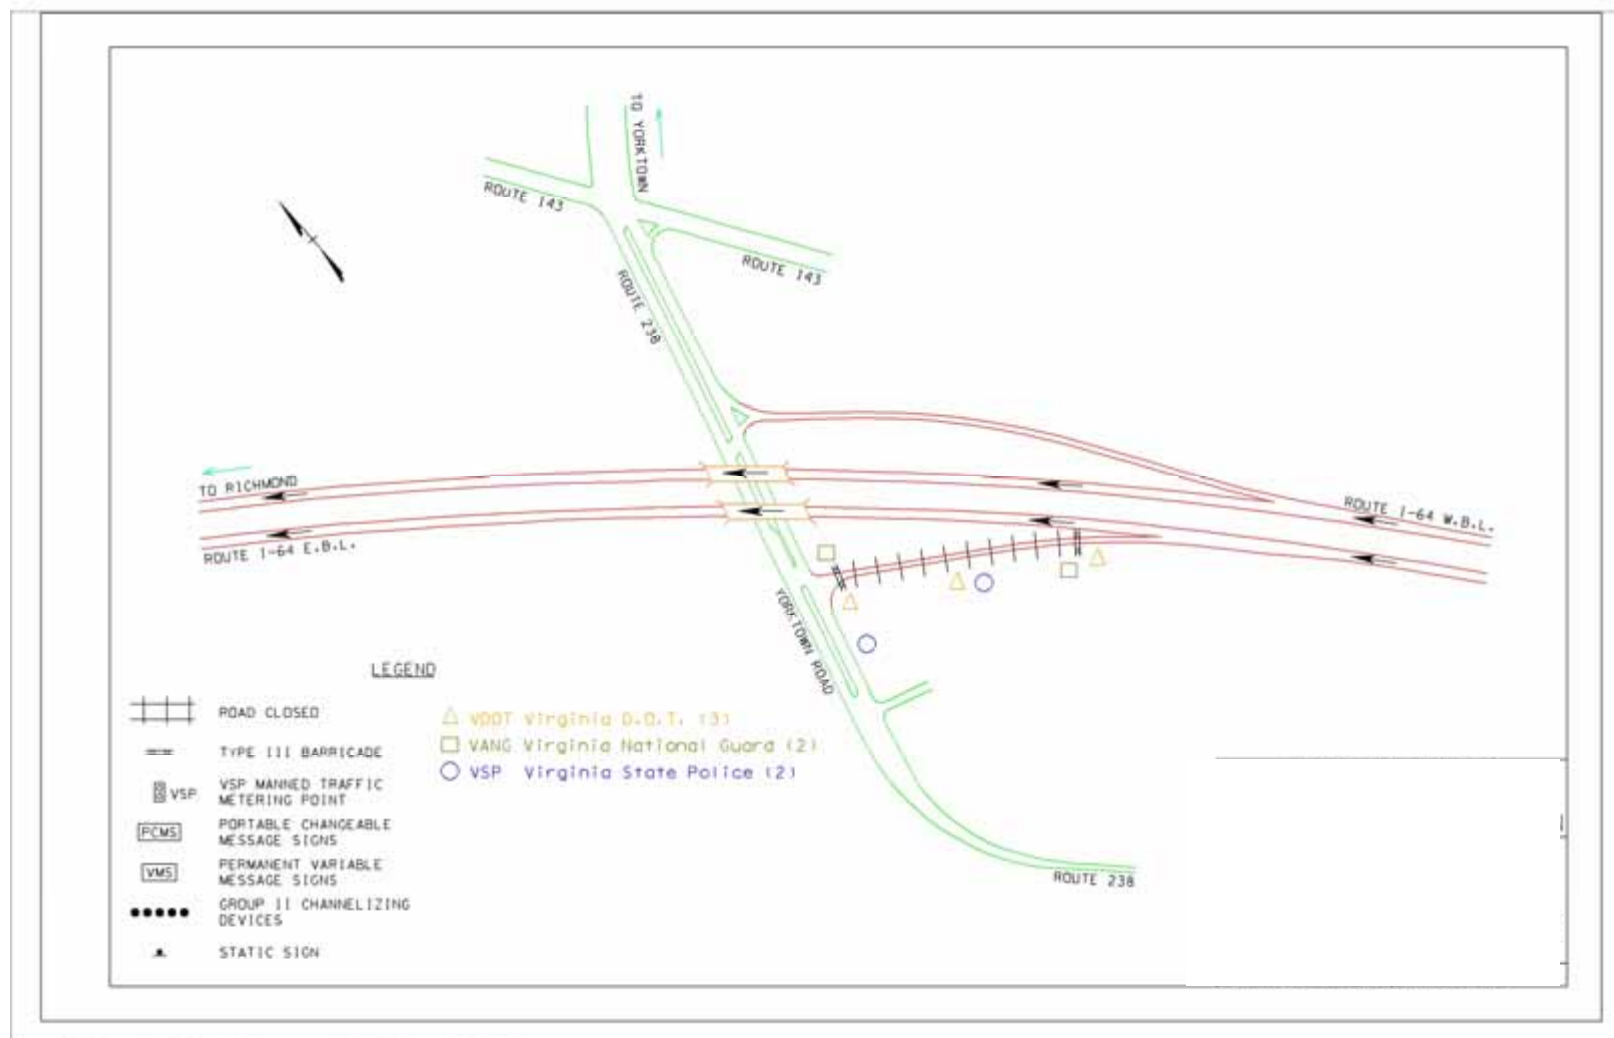 TO YORKTOWN
ROUTE 143
ROUTE 143
ROUTE 238
TO RICHMOND
ROUTE I-64 W.B.L.
ROUTE I-64 E.B.L.
YORKTOWN ROAD
ROUTE 238
LEGEND
ROAD CLOSED
TYPE III BARRICADE
VSP
VSP MANNED TRAFFIC
METERING POINT
PCMS
PORTABLE CHANGEABLE
MESSAGE SIGNS
VMS
PERMANENT VARIABLE
MESSAGE SIGNS
GROUP II CHANNELIZING
DEVICES
STATIC SIGN
VDOT Virginia D.O.T. (3)
VANG Virginia National Guard (2)
VSP Virginia State Police (2)